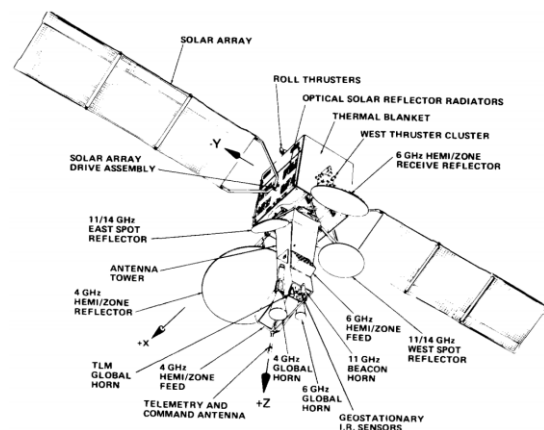 SOLAR ARRAY
ROLL THRUSTERS
OPTICAL SOLAR REFLECTOR RADIATORS
THERMAL BLANKET
WEST THRUSTER CLUSTER
6 GHz HEMI/ZONE
RECEIVE REFLECTOR
-Y
SOLAR ARRAY
DRIVE ASSEMBLY
11/14 GHz
EAST SPOT
REFLECTOR
ANTENNA
TOWER
4 GHz
HEMI/ZONE
REFLECTOR
+X
TLM
GLOBAL
HORN
4 GHz
HEMI/ZONE
FEED
TELEMETRY AND
COMMAND ANTENNA
+Z
4 GHz
GLOBAL
HORN
6 GHz
GLOBAL
HORN
6 GHz
HEMI/ZONE
FEED
11 GHz
BEACON
HORN
GEOSTATIONARY
I.R. SENSORS
11/14 GHz
WEST SPOT
REFLECTOR